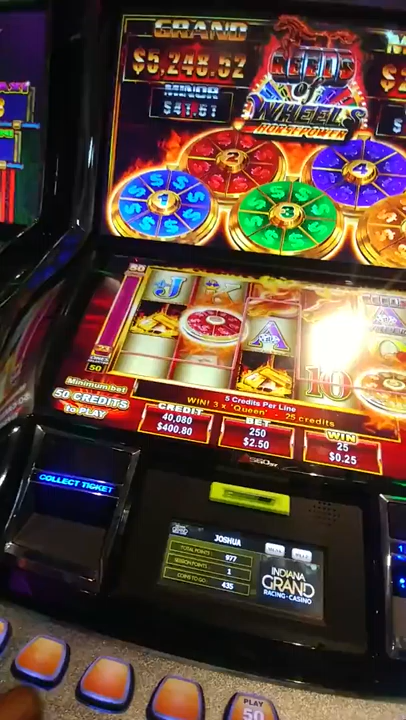 GRAND
$5,248.52
MINOR
$41.61
of
WHEELS
HORSEPOWER
1
2
3
4
50
J
K
A
10
50
Minimum bet
50 CREDITS
to PLAY
5 Credits Per Line
WIN! 3 x 'Queen' - 25 credits
CREDIT
40,080
$400.80
BET
250
$2.50
WIN
25
$0.25
COLLECT TICKET
JOSHUA
TOTAL POINTS: 977
SESSION POINTS: 1
COINS TO GO: 435
INDIANA
GRAND
RACING•CASINO
PLAY
50